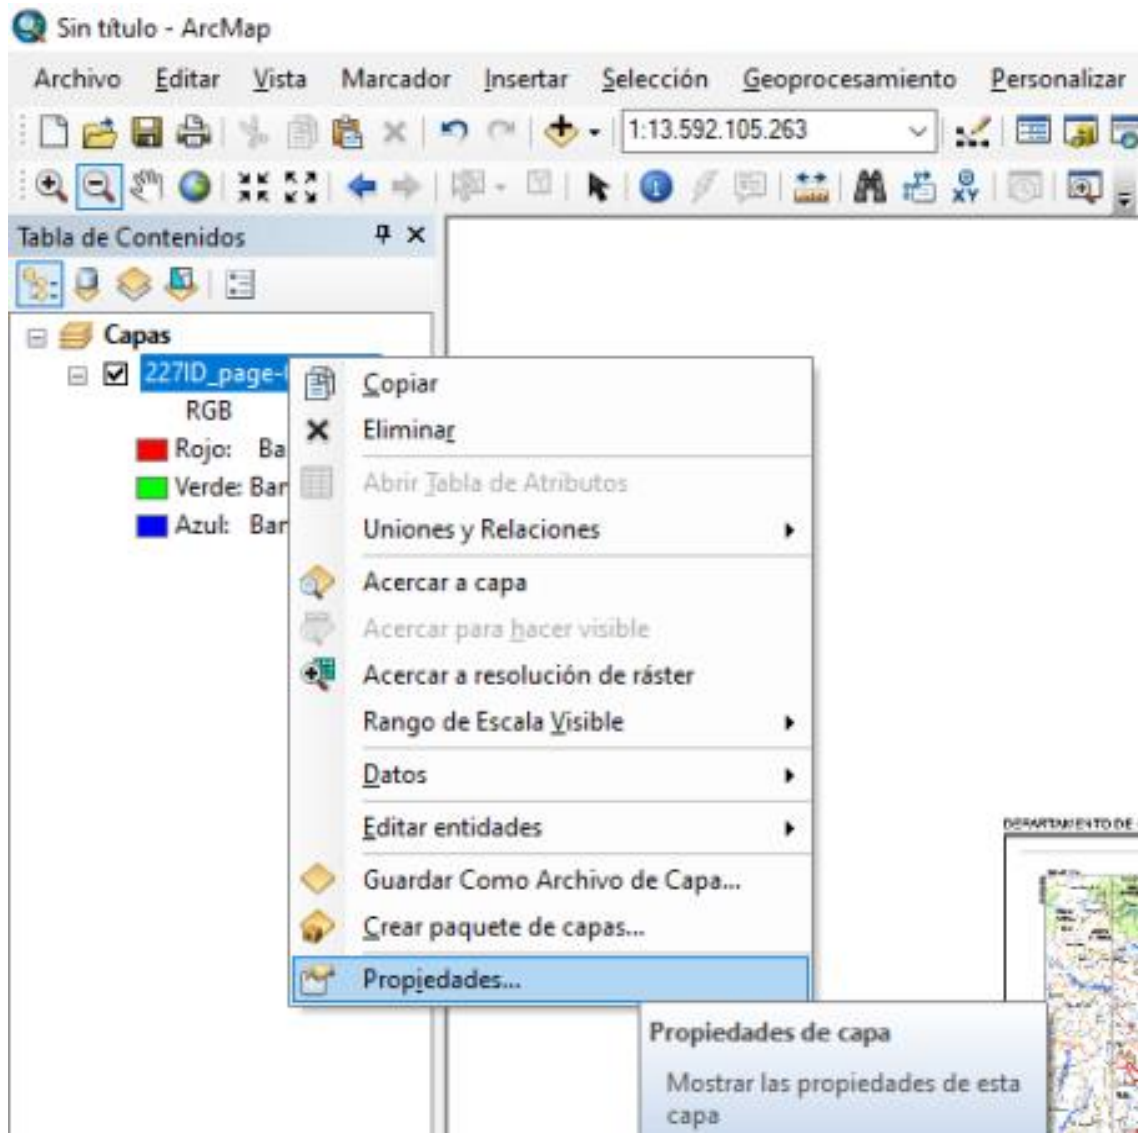 Sin título - ArcMap
Archivo Editar Vista Marcador Insertar Selección Geoprocesamiento Personalizar
1:13.592.105.263
Tabla de Contenidos
Capas
227ID_page-
RGB
Rojo: Ba
Verde: Bar
Azul: Bar
Copiar
Eliminar
Abrir Tabla de Atributos
Uniones y Relaciones
Acercar a capa
Acercar para hacer visible
Acercar a resolución de ráster
Rango de Escala Visible
Datos
Editar entidades
Guardar Como Archivo de Capa...
Crear paquete de capas...
Propiedades...
Propiedades de capa
Mostrar las propiedades de esta
capa
DEPARTAMENTO DE